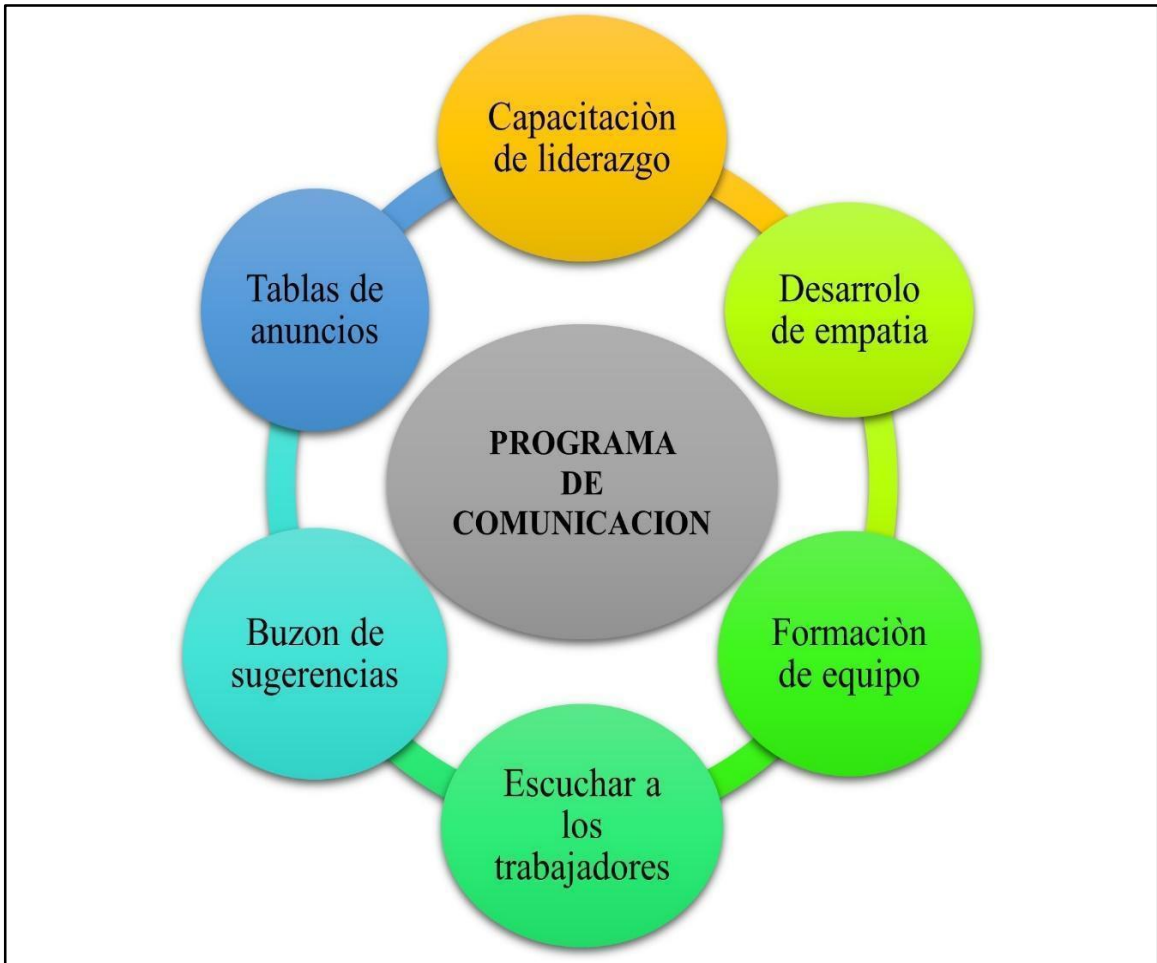 Capacitaciòn
de liderazgo
Desarrolo
de empatia
Formaciòn
de equipo
Escuchar a
los
trabajadores
Buzon de
sugerencias
Tablas de
anuncios
PROGRAMA
DE
COMUNICACION